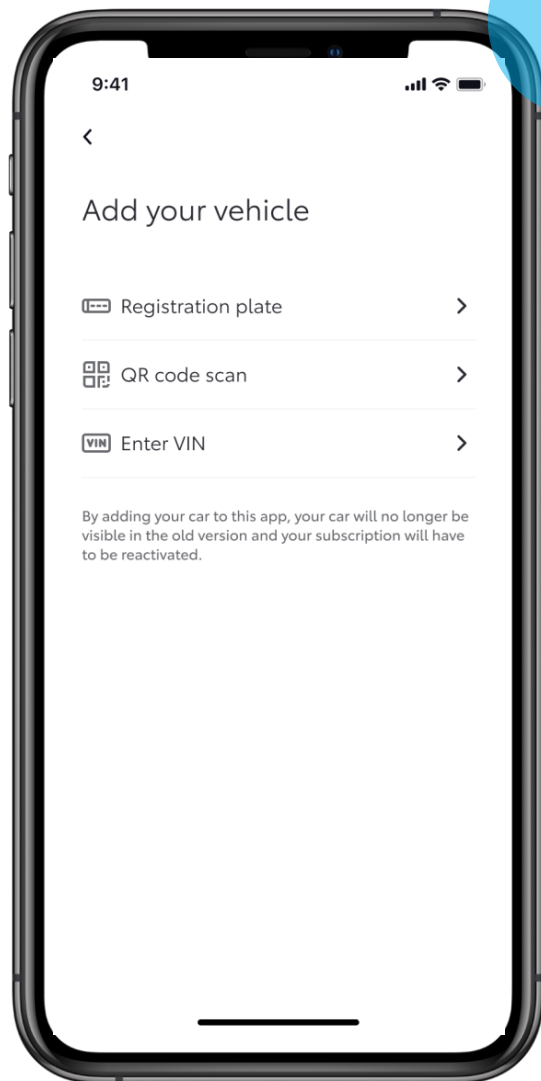 9:41
Add your vehicle
Registration plate
QR code scan
VIN Enter VIN
By adding your car to this app, your car will no longer be
visible in the old version and your subscription will have
to be reactivated.